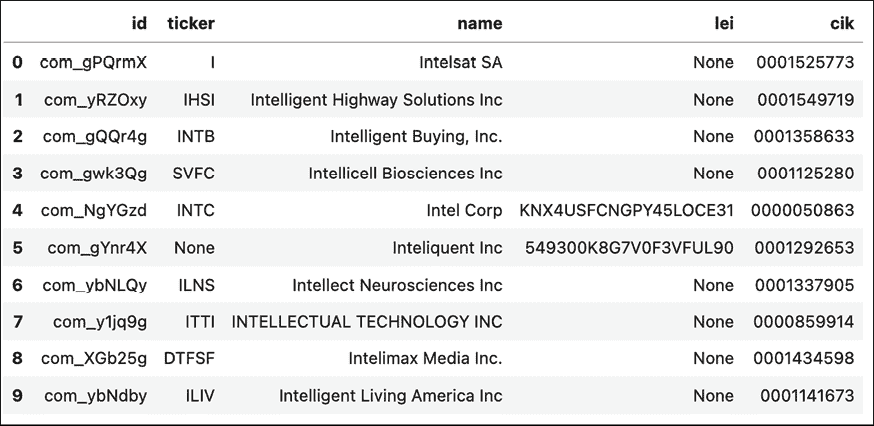 id ticker name lei cik
0 com_gPQrmX I Intelsat SA None 0001525773
1 com_yRZOxy IHSI Intelligent Highway Solutions Inc None 0001549719
2 com_gQQr4g INTB Intelligent Buying, Inc. None 0001358633
3 com_gwk3Qg SVFC Intellicell Biosciences Inc None 0001125280
4 com_NgYGzd INTC Intel Corp KNX4USFCNGPY45LOCE31 0000050863
5 com_gYnr4X None Inteliquent Inc 549300K8G7V0F3VFUL90 0001292653
6 com_ybNLQy ILNS Intellect Neurosciences Inc None 0001337905
7 com_y1jq9g ITTI INTELLECTUAL TECHNOLOGY INC None 0000859914
8 com_XGb25g DTFSF Intelimax Media Inc. None 0001434598
9 com_ybNdby ILIV Intelligent Living America Inc None 0001141673